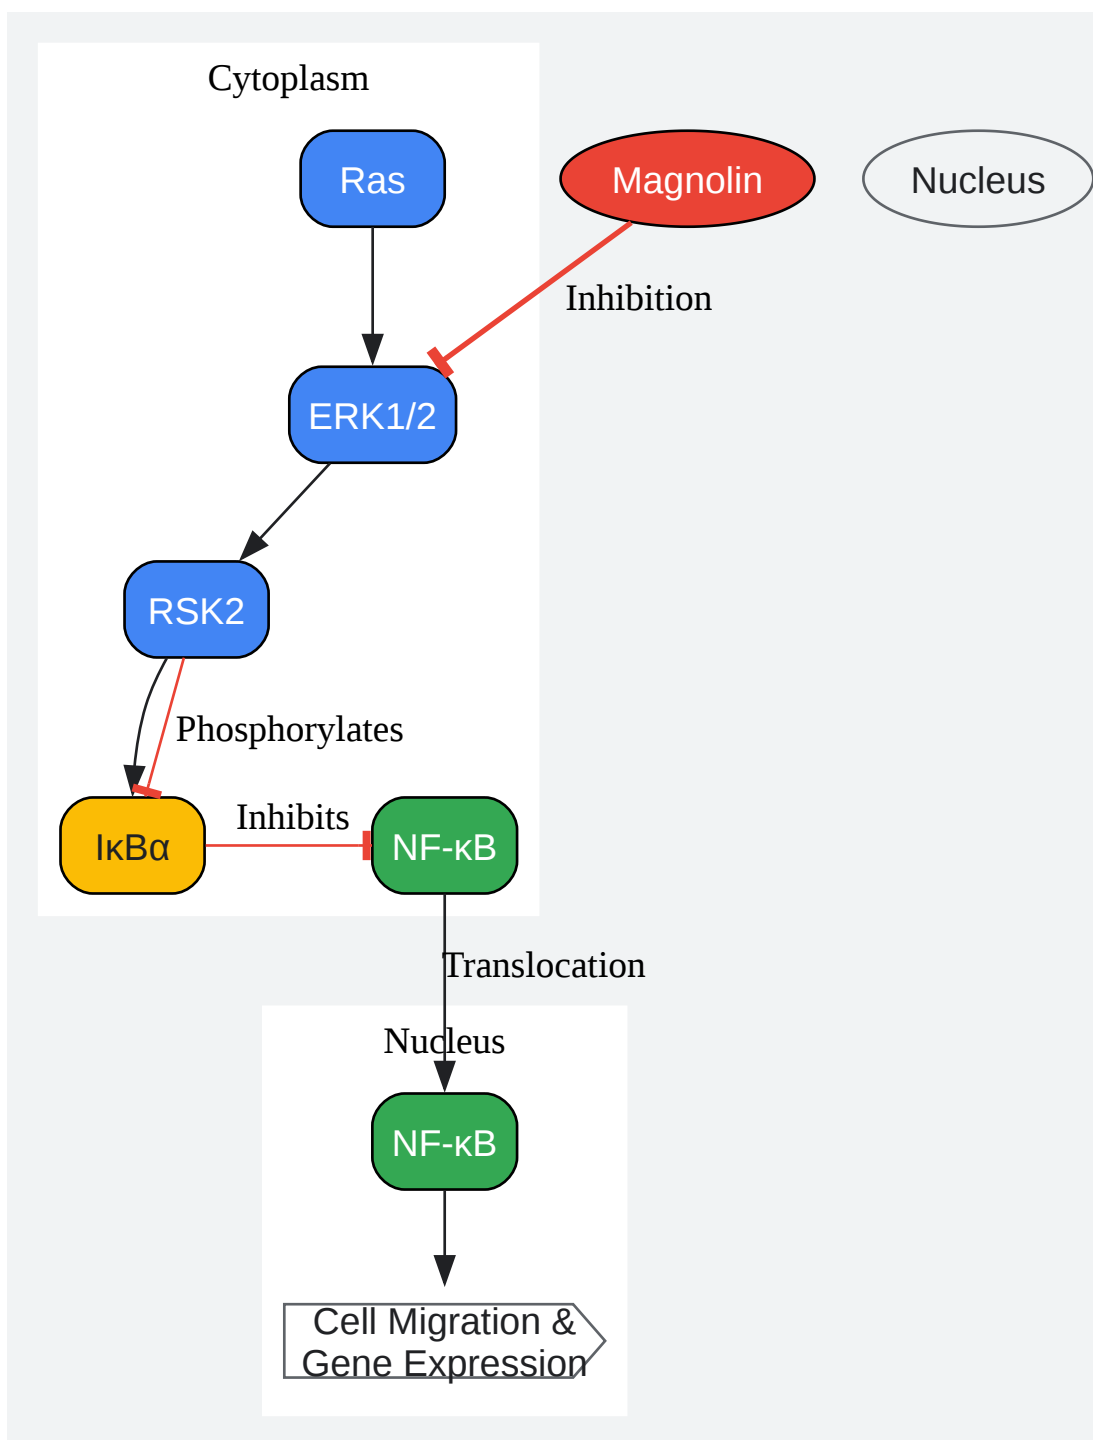 Cytoplasm
Ras
Magnolin
Nucleus
Inhibition
ERK1/2
RSK2
Phosphorylates
Inhibits
IκBα
NF-κB
Translocation
Nucleus
NF-κB
Cell Migration &
Gene Expression